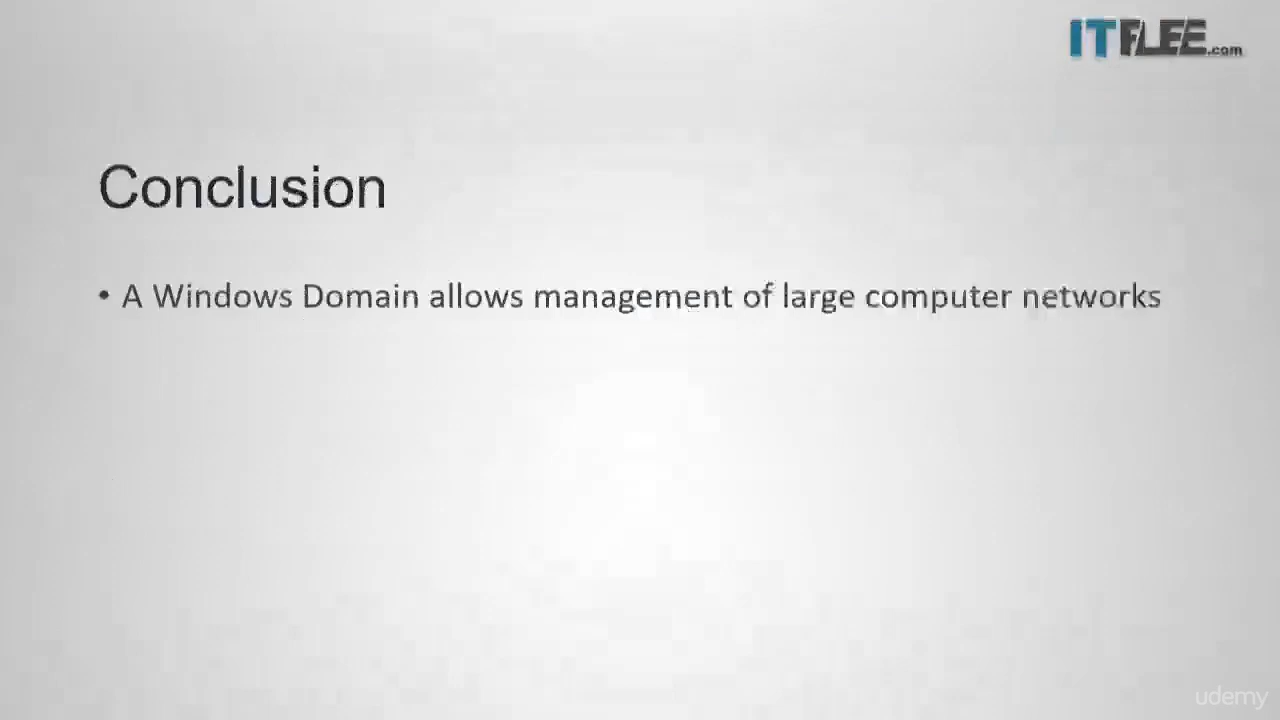 ITFLEE.com
Conclusion
• A Windows Domain allows management of large computer networks
udemy